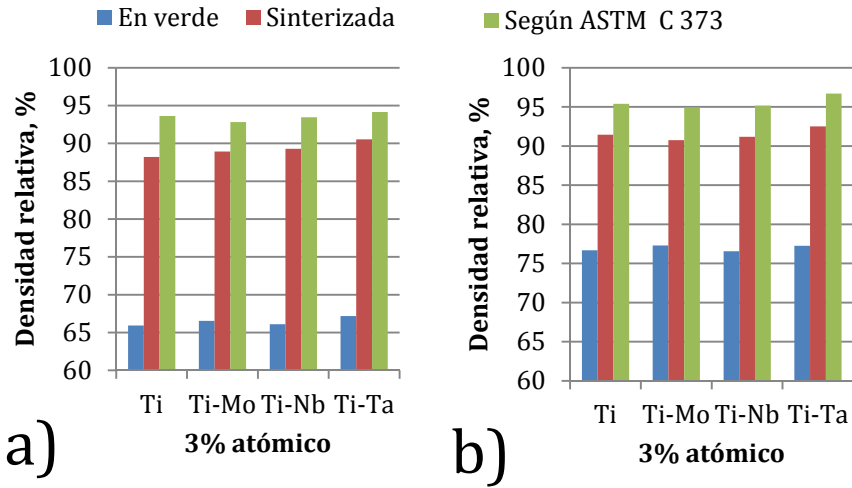 En verde Sinterizada Según ASTM C 373
Densidad relativa, %
100
95
90
85
80
75
70
65
60
Ti Ti-Mo Ti-Nb Ti-Ta
3% atómico
a)
Densidad relativa, %
100
95
90
85
80
75
70
65
60
Ti Ti-Mo Ti-Nb Ti-Ta
3% atómico
b)